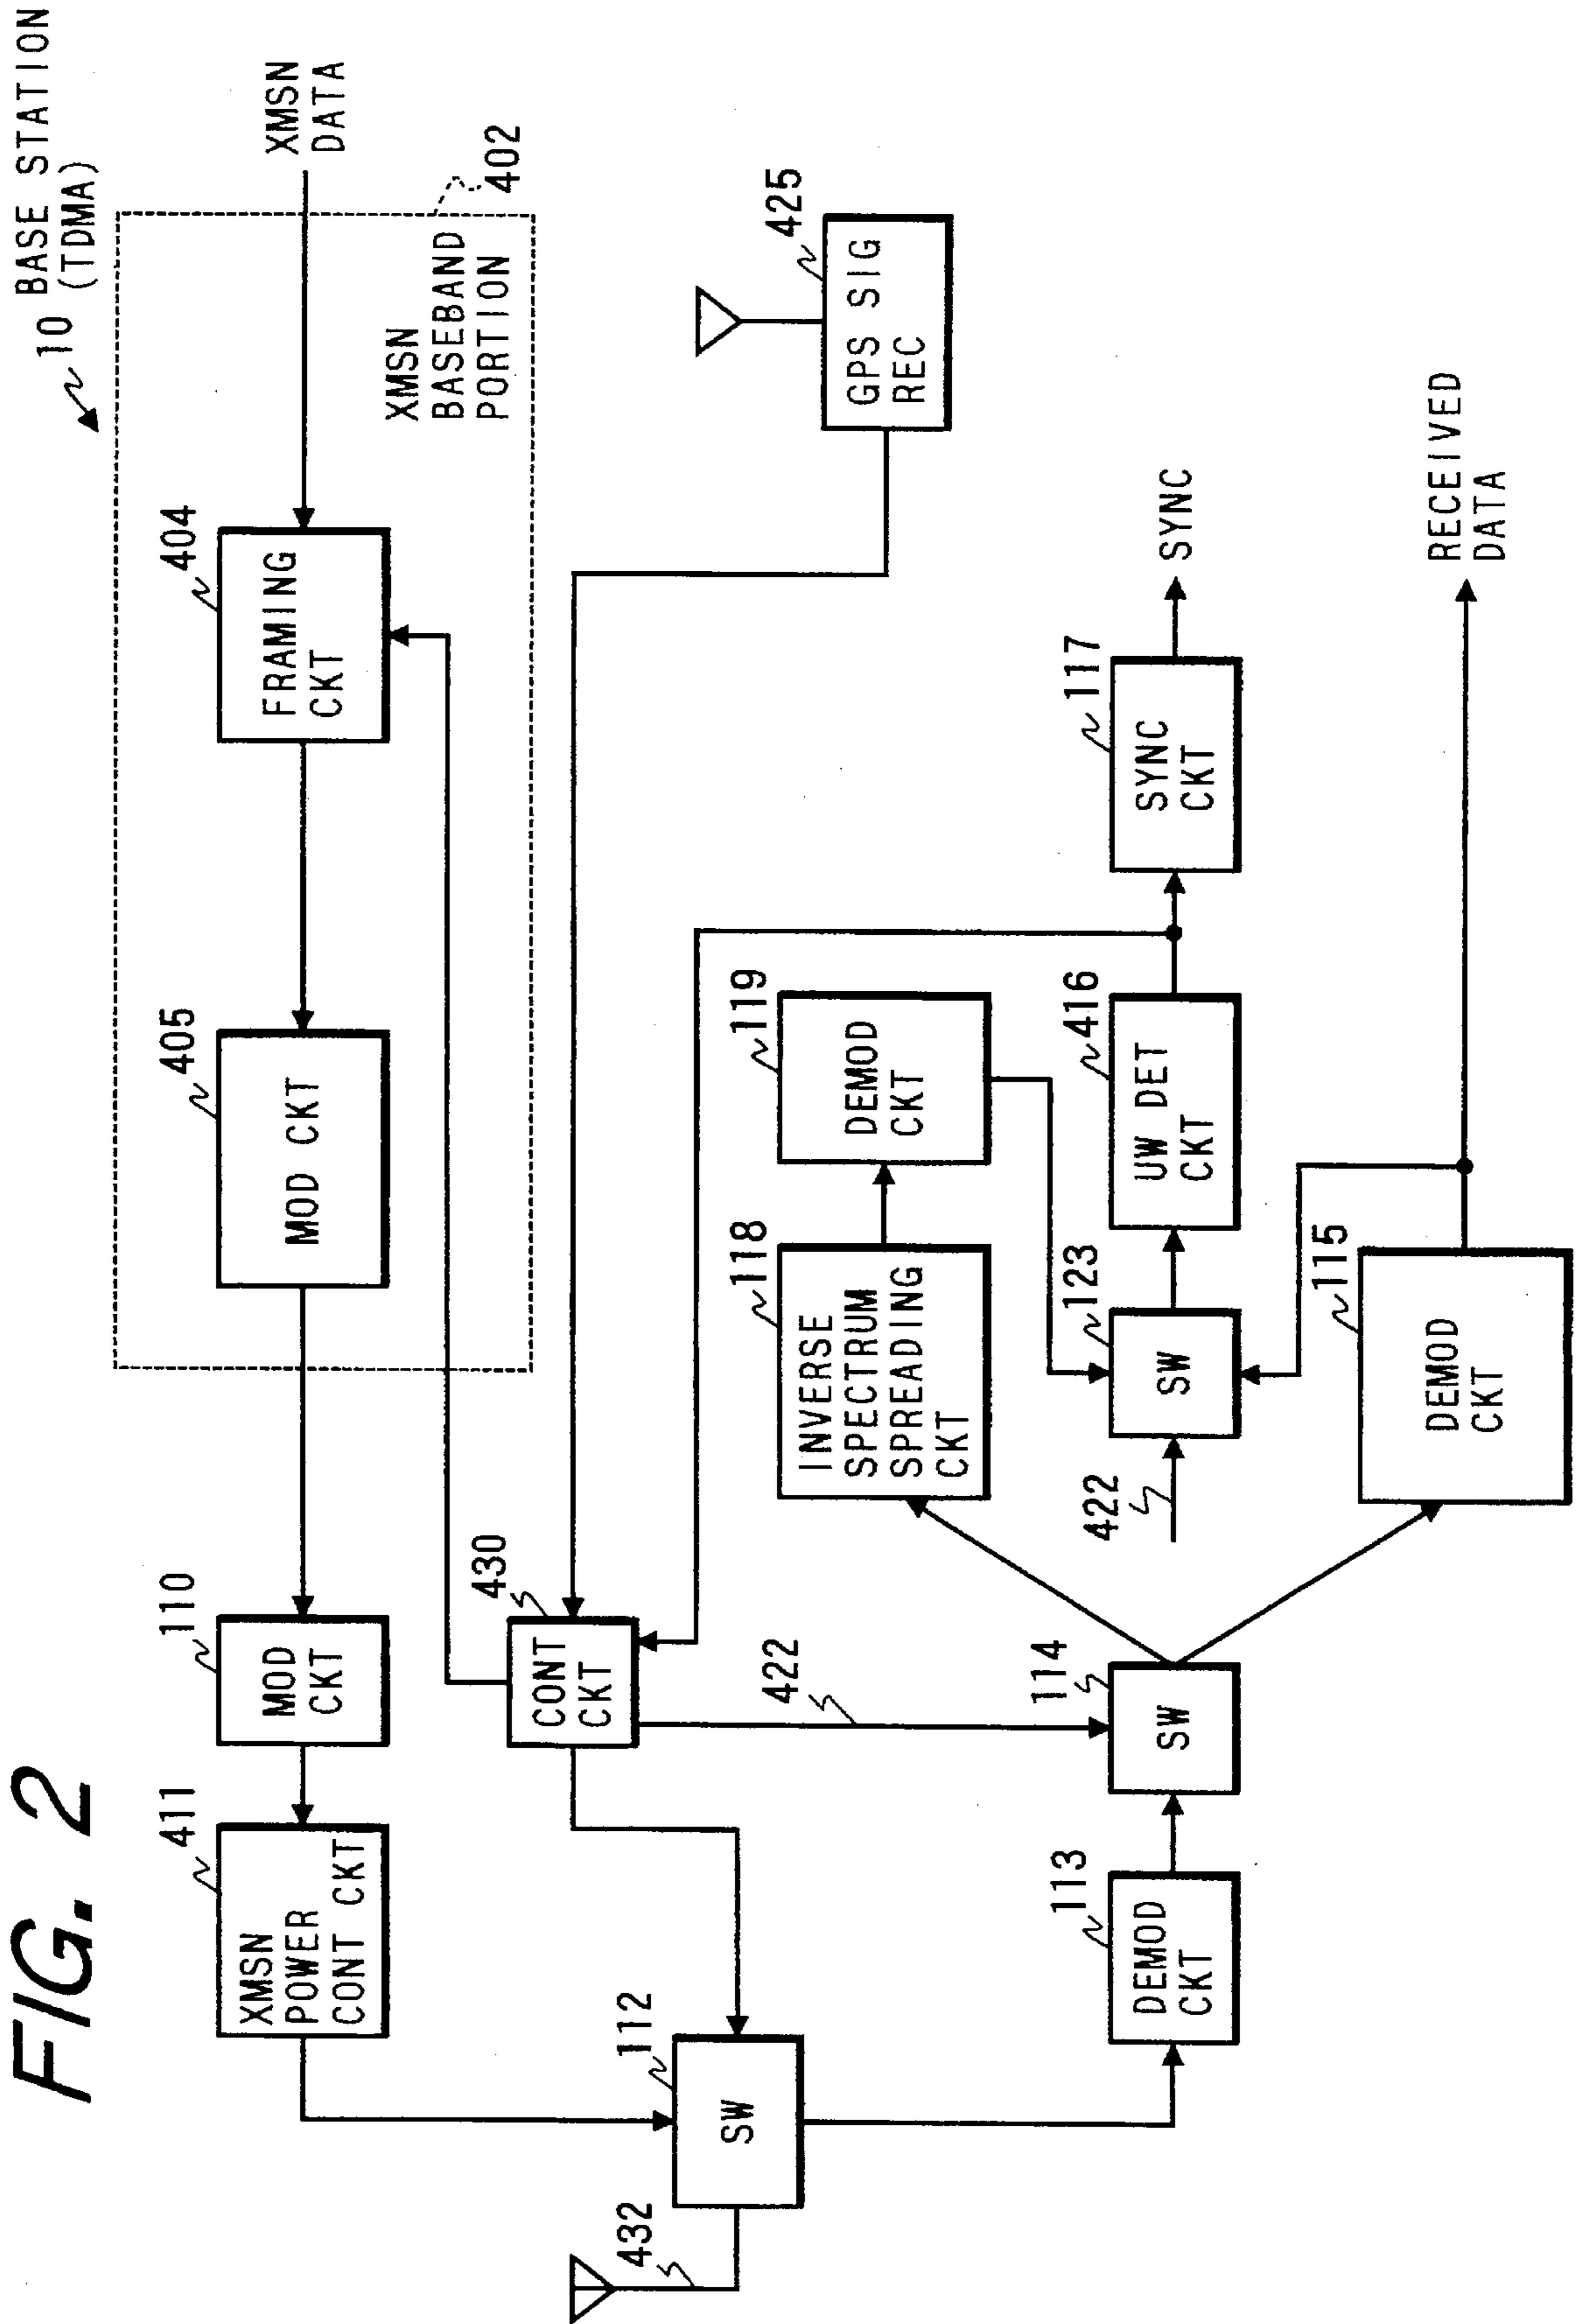 FIG. 2
10 BASE STATION
(TDMA)
XMSN
DATA
402
XMSN
BASEBAND
PORTION
404
FRAMING
CKT
405
MOD CKT
110
MOD
CKT
411
XMSN
POWER
CONT CKT
425
GPS SIG
REC
430
CONT
CKT
422
112
SW
432
113
DEMOD
CKT
114
SW
118
INVERSE
SPECTRUM
SPREADING
CKT
119
DEMOD
CKT
123
SW
422
416
UW DET
CKT
117
SYNC
CKT
SYNC
115
DEMOD
CKT
RECEIVED
DATA